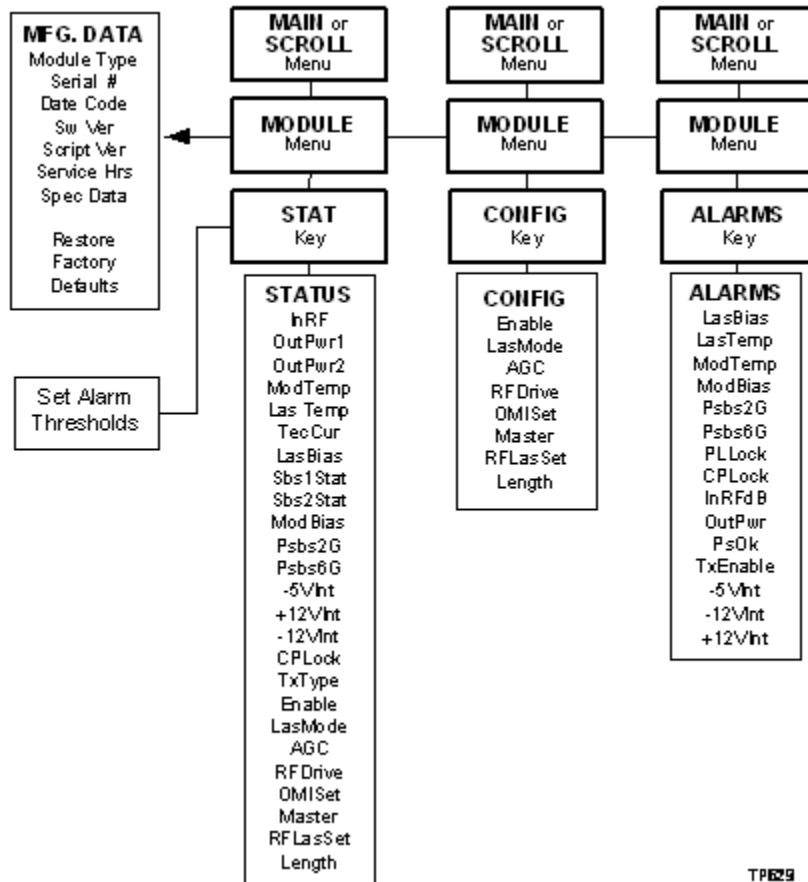 MFG. DATA
Module Type
Serial #
Date Code
Sw Ver
Script Ver
Service Hrs
Spec Data
Restore
Factory
Defaults
MAIN or
SCROLL
Menu
MODULE
Menu
STAT
Key
STATUS
InRF
OutPwr1
OutPwr2
ModTemp
Las Temp
TecCur
LasBias
Sbs1Stat
Sbs2Stat
ModBias
Psbs2G
Psbs6G
-5VInt
+12VInt
-12VInt
CPLock
TxType
Enable
LasMode
AGC
RFDrive
OMISet
Master
RFLasSet
Length
Set Alarm
Thresholds
MAIN or
SCROLL
Menu
MODULE
Menu
CONFIG
Key
CONFIG
Enable
LasMode
AGC
RFDrive
OMISet
Master
RFLasSet
Length
MAIN or
SCROLL
Menu
MODULE
Menu
ALARMS
Key
ALARMS
LasBias
LasTemp
ModTemp
ModBias
Psbs2G
Psbs6G
PLLock
CPLock
InRFdB
OutPwr
PsOk
TxEnable
-5VInt
-12VInt
+12VInt
TP629